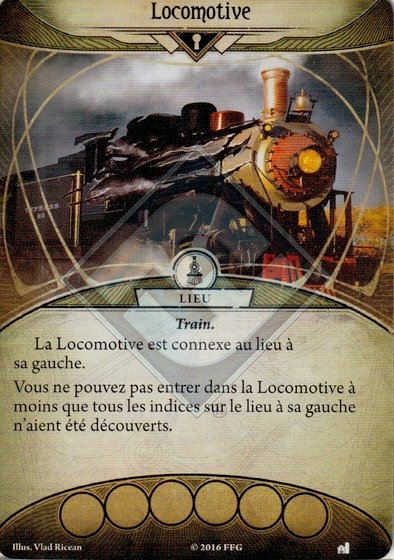 Locomotive
LIEU
Train.
La Locomotive est connexe au lieu à
sa gauche.
Vous ne pouvez pas entrer dans la Locomotive à
moins que tous les indices sur le lieu à sa gauche
n'aient été découverts.
Illus. Vlad Ricean
© 2016 FFG